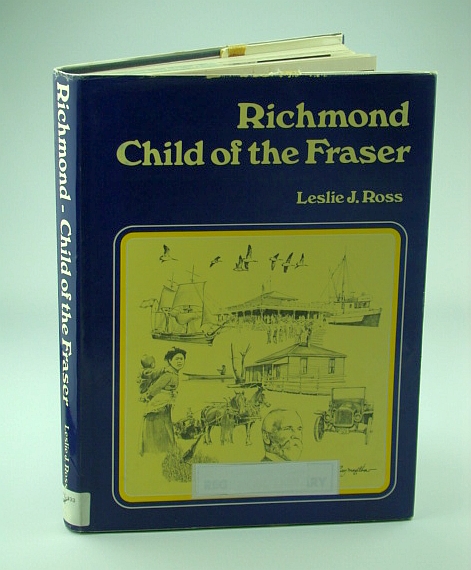 Richmond
Child of the Fraser
Leslie J. Ross
Richmond - Child of the Fraser
Leslie J. Ross